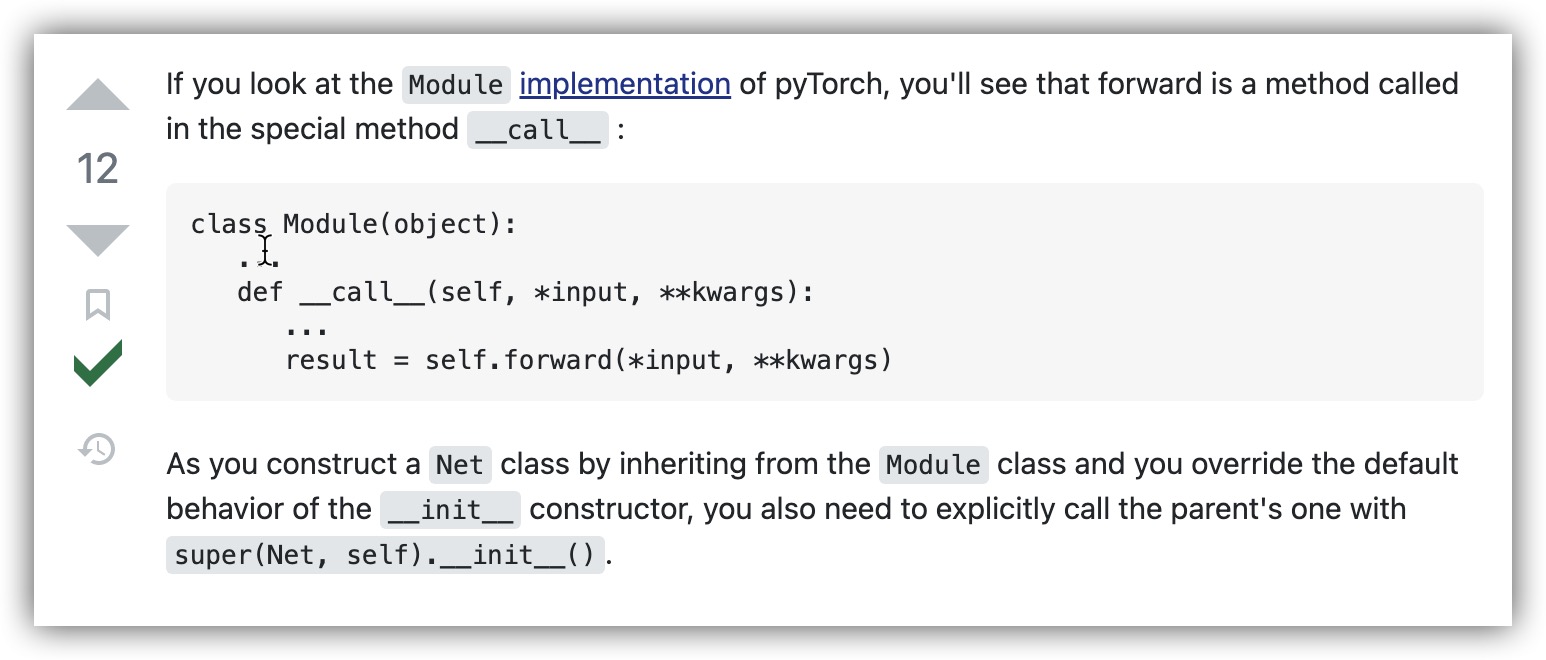 If you look at the Module implementation of pyTorch, you'll see that forward is a method called
in the special method __call__ :
12
class Module(object):
...
def __call__(self, *input, **kwargs):
...
result = self.forward(*input, **kwargs)
As you construct a Net class by inheriting from the Module class and you override the default
behavior of the __init__ constructor, you also need to explicitly call the parent's one with
super(Net, self).__init__().